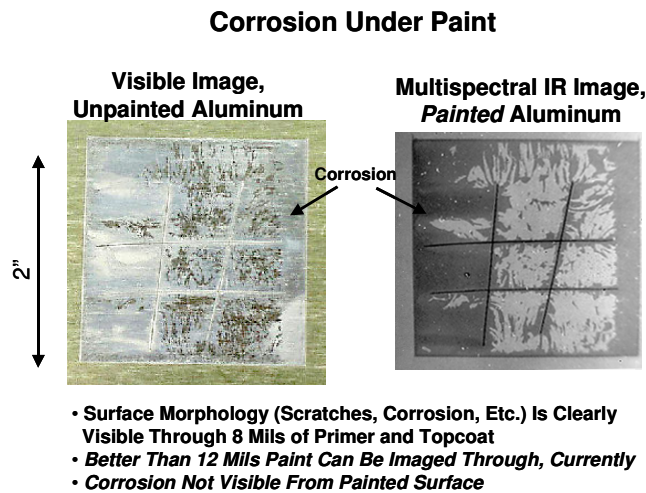 Corrosion Under Paint
Visible Image,
Unpainted Aluminum
Multispectral IR Image,
Painted Aluminum
Corrosion
2”
• Surface Morphology (Scratches, Corrosion, Etc.) Is Clearly
Visible Through 8 Mils of Primer and Topcoat
• Better Than 12 Mils Paint Can Be Imaged Through, Currently
• Corrosion Not Visible From Painted Surface